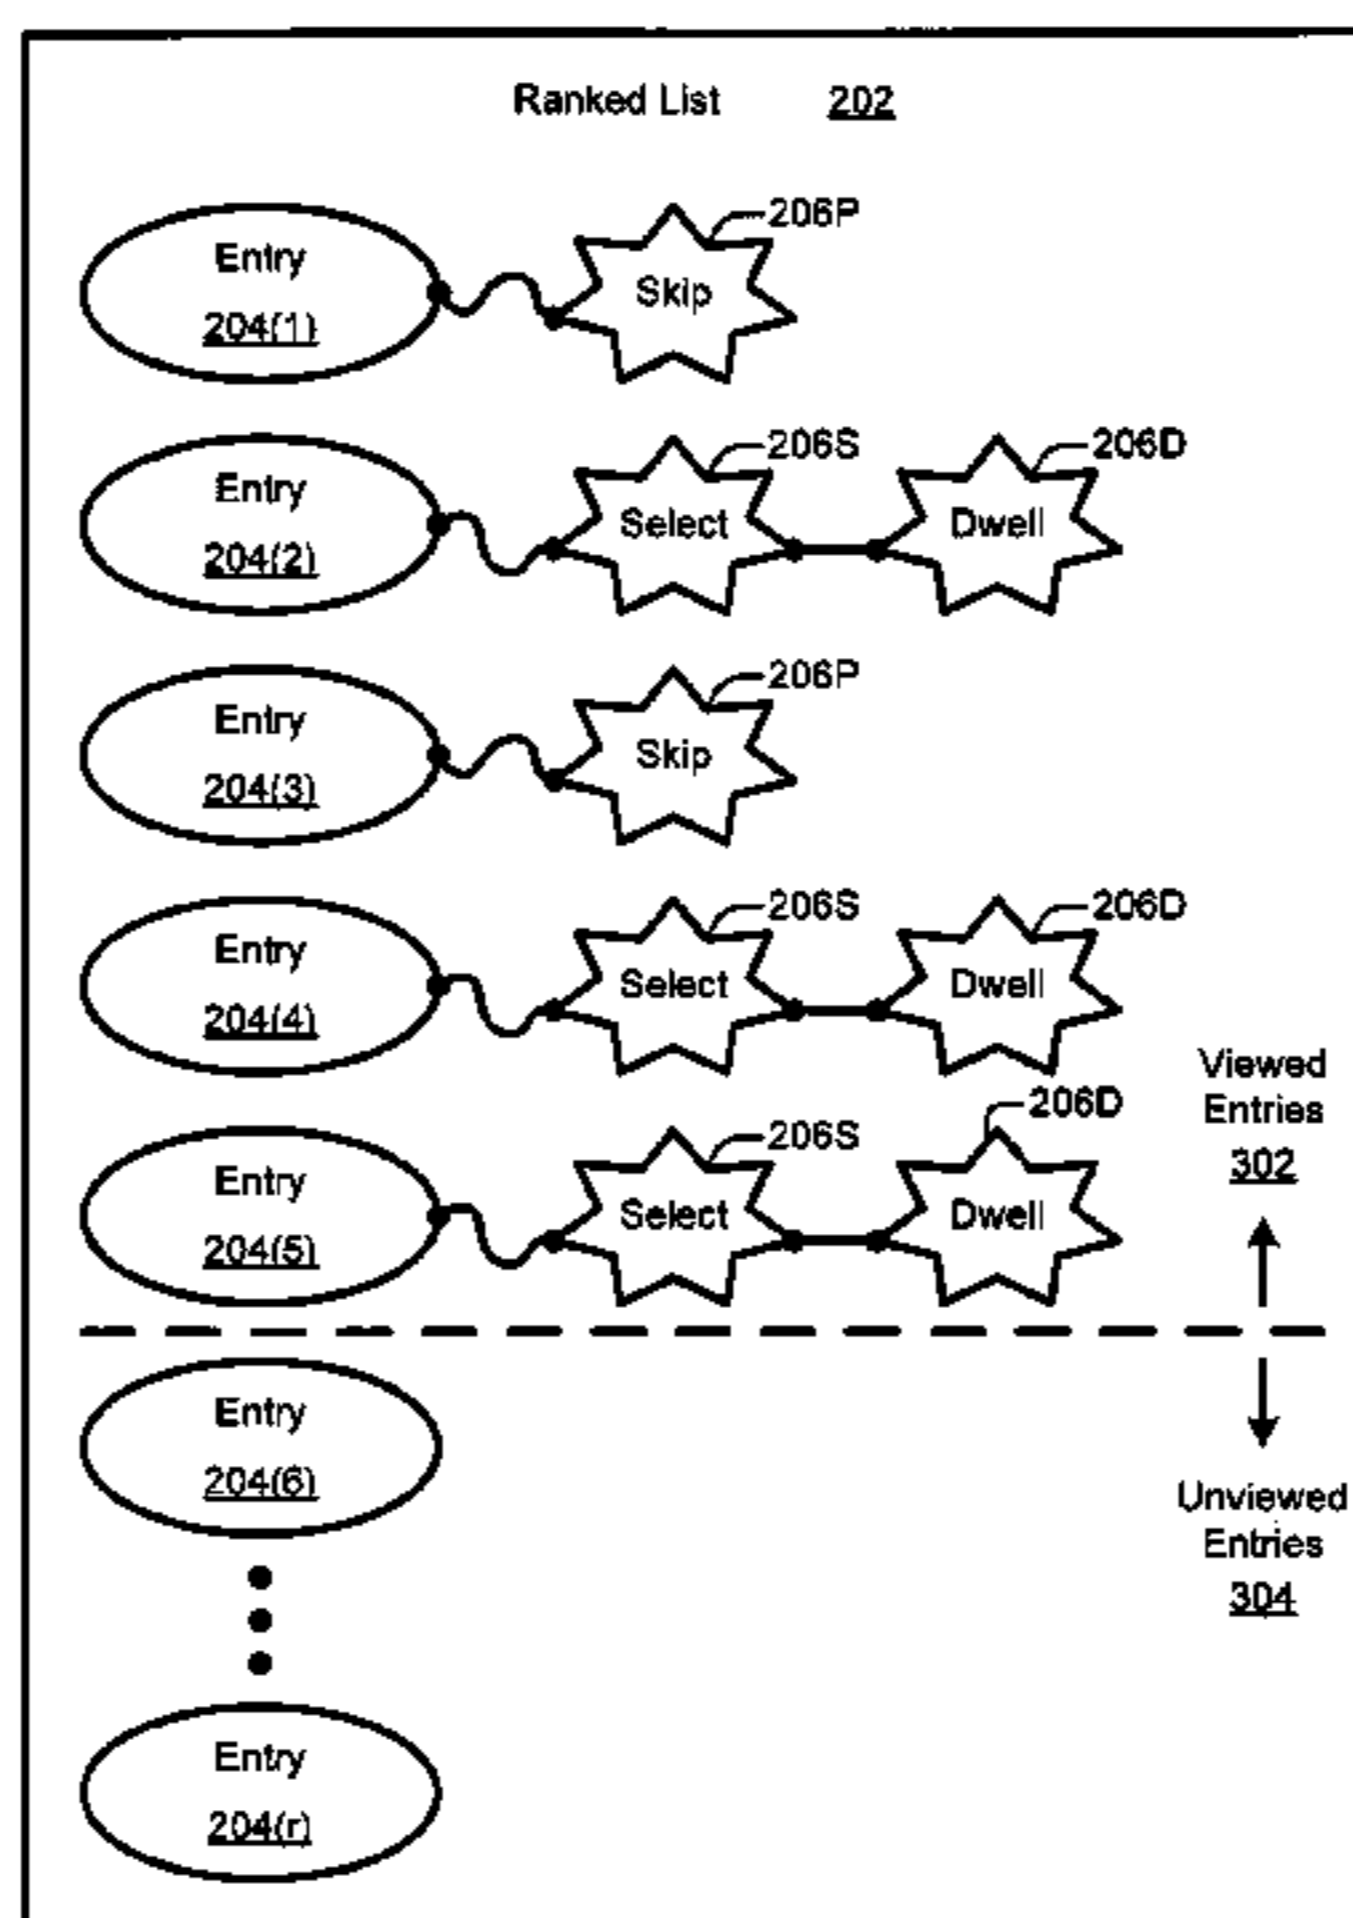 Ranked List 202
206P
Entry
Skip
204(1)
206S
206D
Entry
Select
Dwell
204(2)
206P
Entry
Skip
204(3)
206S
206D
Entry
Select
Dwell
204(4)
Viewed
Entries
302
206D
206S
Entry
Select
Dwell
204(5)
Entry
204(6)
Unviewed
Entries
304
Entry
204(r)